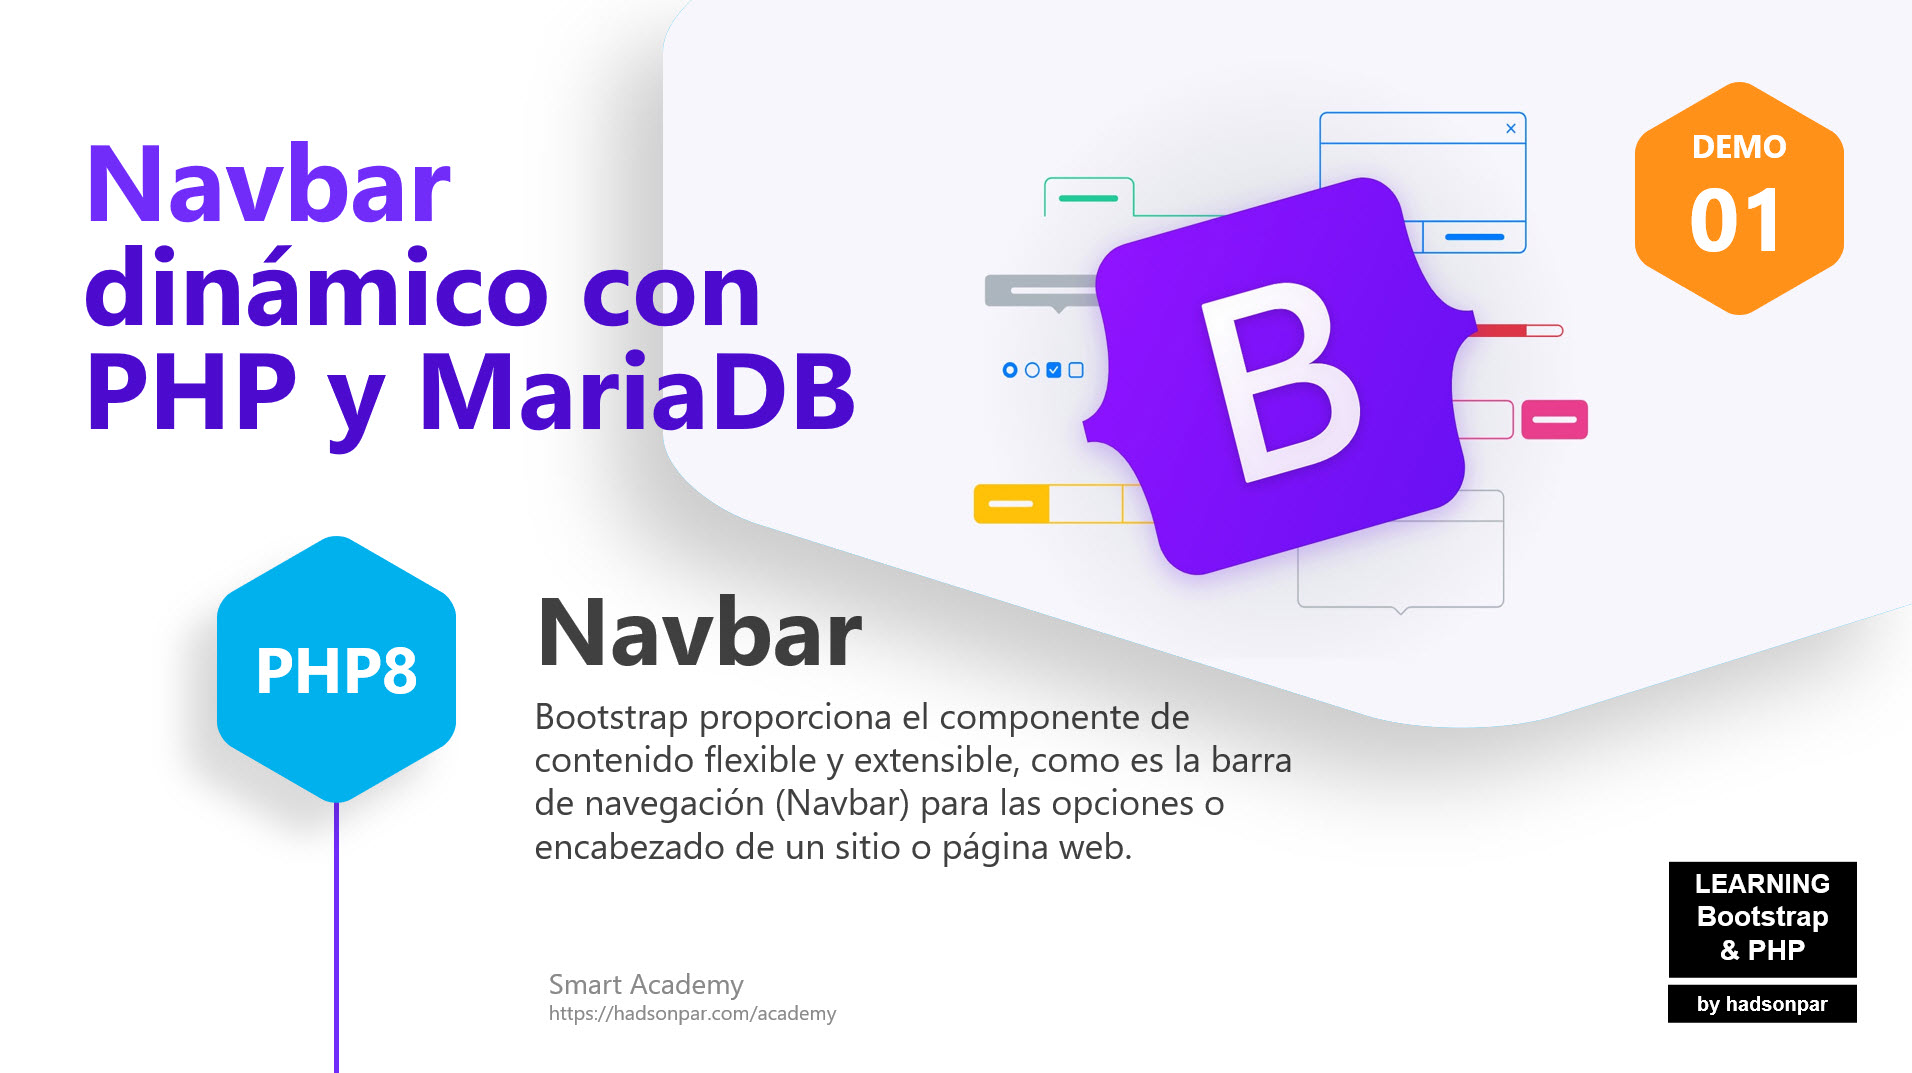 Navbar
dinámico con
PHP y MariaDB
DEMO
01
B
PHP8
Navbar
Bootstrap proporciona el componente de
contenido flexible y extensible, como es la barra
de navegación (Navbar) para las opciones o
encabezado de un sitio o página web.
Smart Academy
https://hadsonpar.com/academy
LEARNING
Bootstrap
& PHP
by hadsonpar